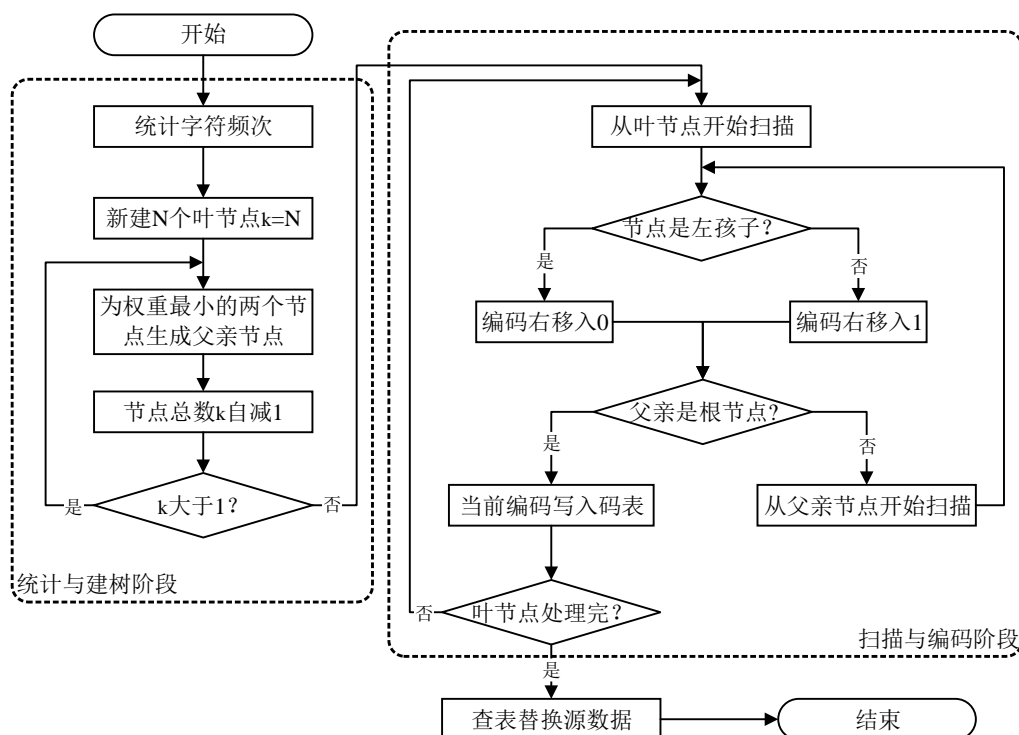 开始
统计字符频次
新建N个叶节点k=N
为权重最小的两个节
点生成父亲节点
节点总数k自减1
k大于1?
是
否
统计与建树阶段
从叶节点开始扫描
节点是左孩子?
是
否
编码右移入0
编码右移入1
父亲是根节点?
是
否
当前编码写入码表
从父亲节点开始扫描
叶节点处理完?
否
是
扫描与编码阶段
查表替换源数据
结束